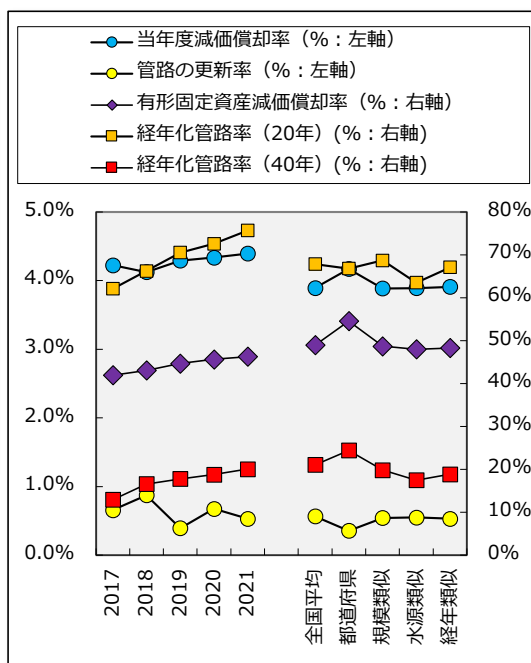 当年度減価償却率（%：左軸）
管路の更新率（%：左軸）
有形固定資産減価償却率（%：右軸）
経年化管路率（20年）(%：右軸)
経年化管路率（40年）(%：右軸)
5.0%
4.0%
3.0%
2.0%
1.0%
0.0%
80%
70%
60%
50%
40%
30%
20%
10%
0%
2017
2018
2019
2020
2021
全国平均
都道府県
規模類似
水源類似
経年類似